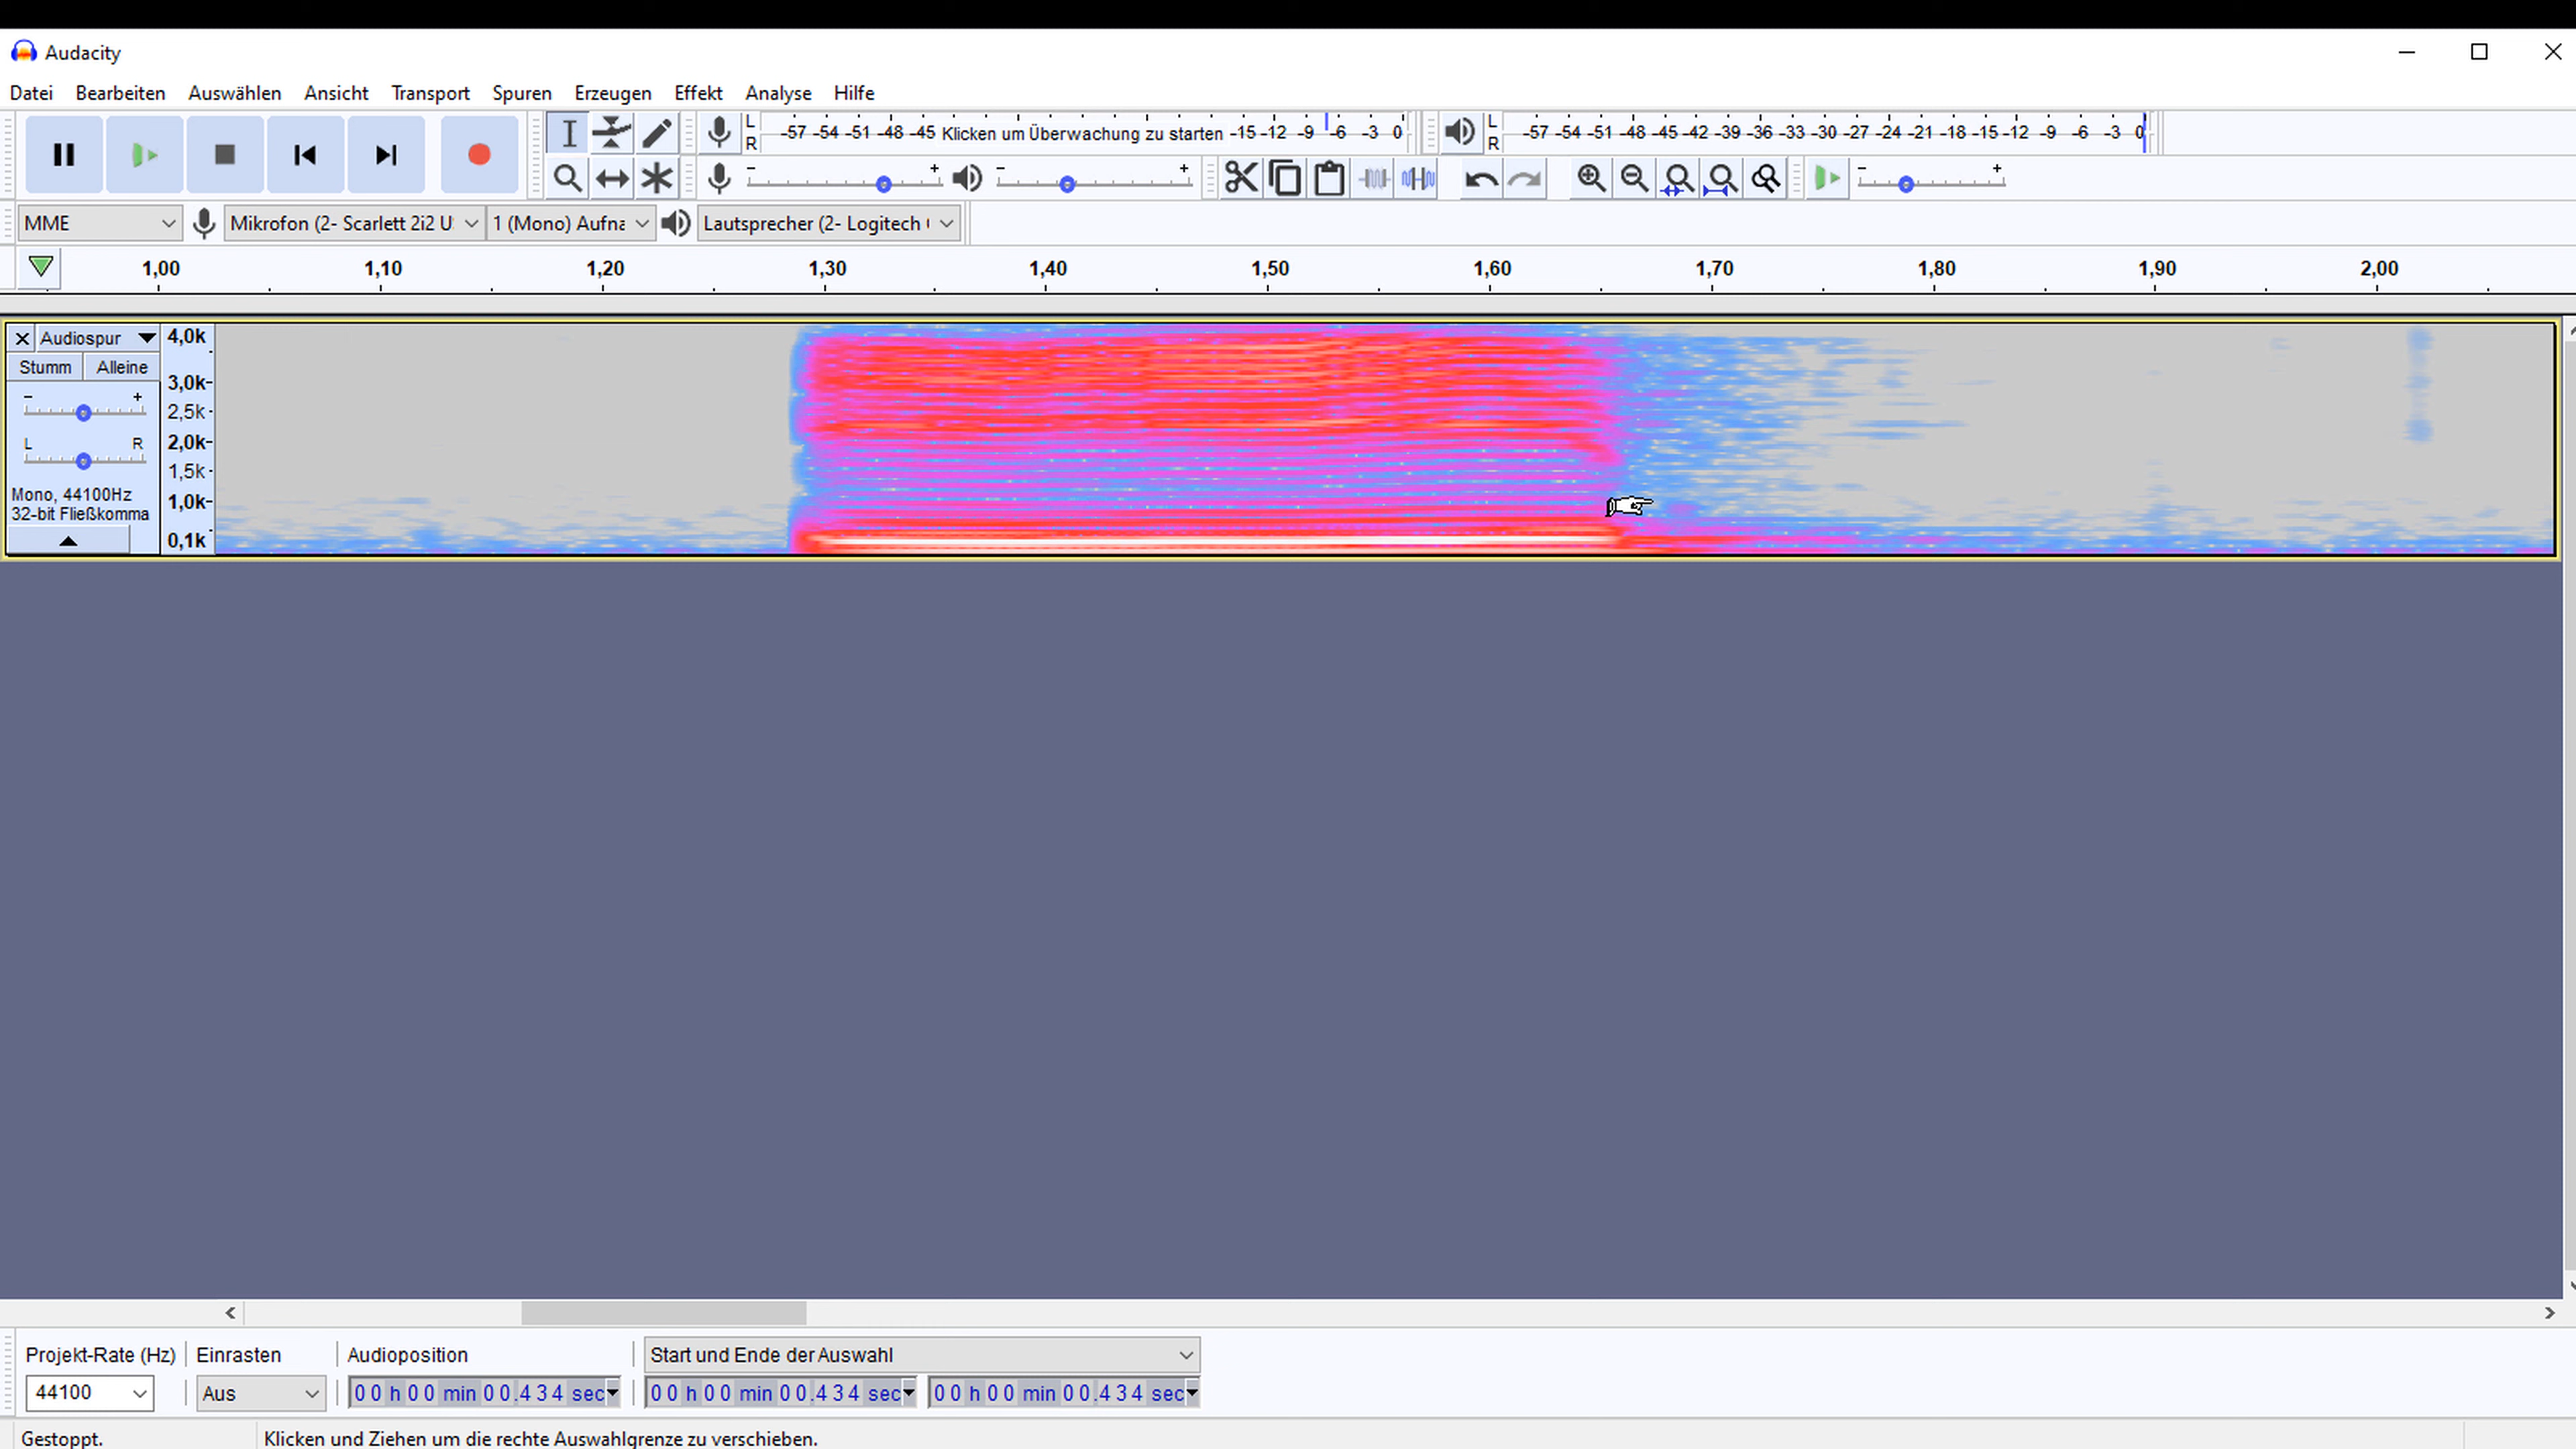 Audacity
Datei Bearbeiten Auswählen Ansicht Transport Spuren Erzeugen Effekt Analyse Hilfe
L R -57 -54 -51 -48 -45 Klicken um Überwachung zu starten -15 -12 -9 -6 -3 0
L R -57 -54 -51 -48 -45 -42 -39 -36 -33 -30 -27 -24 -21 -18 -15 -12 -9 -6 -3 0
MME Mikrofon (2- Scarlett 2i2 U 1 (Mono) Aufna Lautsprecher (2- Logitech
1,00 1,10 1,20 1,30 1,40 1,50 1,60 1,70 1,80 1,90 2,00
Audiospur
Stumm Alleine
- +
L R
Mono, 44100Hz
32-bit Fließkomma
4,0k
3,0k
2,5k
2,0k
1,5k
1,0k
0,1k
Projekt-Rate (Hz) Einrasten Audioposition Start und Ende der Auswahl
44100 Aus 00 h 00 min 00.434 sec 00 h 00 min 00.434 sec 00 h 00 min 00.434 sec
Gestoppt. Klicken und Ziehen um die rechte Auswahlgrenze zu verschieben.